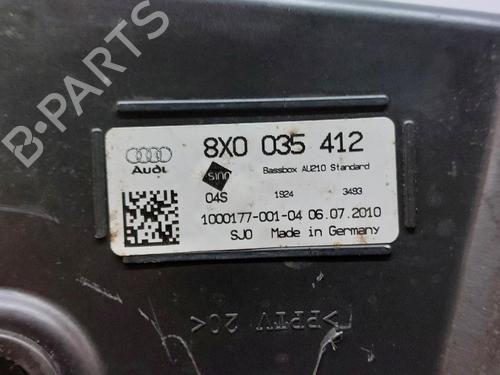 B-PARTS
Audi
8X0 035 412
Bassbox AU210 Standard
04S 1924 3493
1000177-001-04 06.07.2010
SJ0 Made in Germany